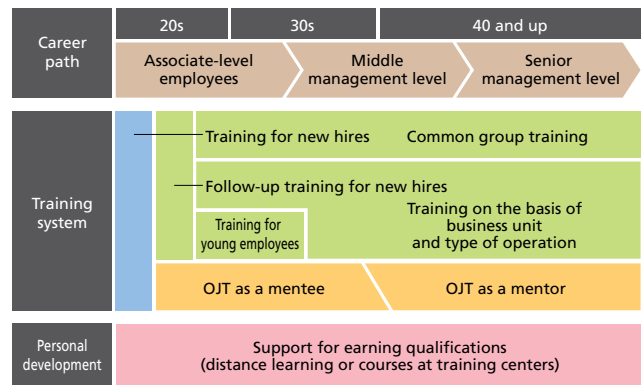 Career
path
20s
30s
40 and up
Associate-level
employees
Middle
management level
Senior
management level
Training
system
Training for new hires
Common group training
Follow-up training for new hires
Training for
young employees
Training on the basis of
business unit
and type of operation
OJT as a mentee
OJT as a mentor
Personal
development
Support for earning qualifications
(distance learning or courses at training centers)